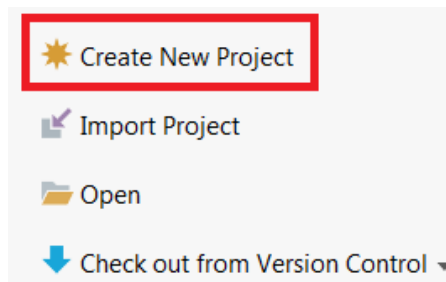 Create New Project
Import Project
Open
Check out from Version Control